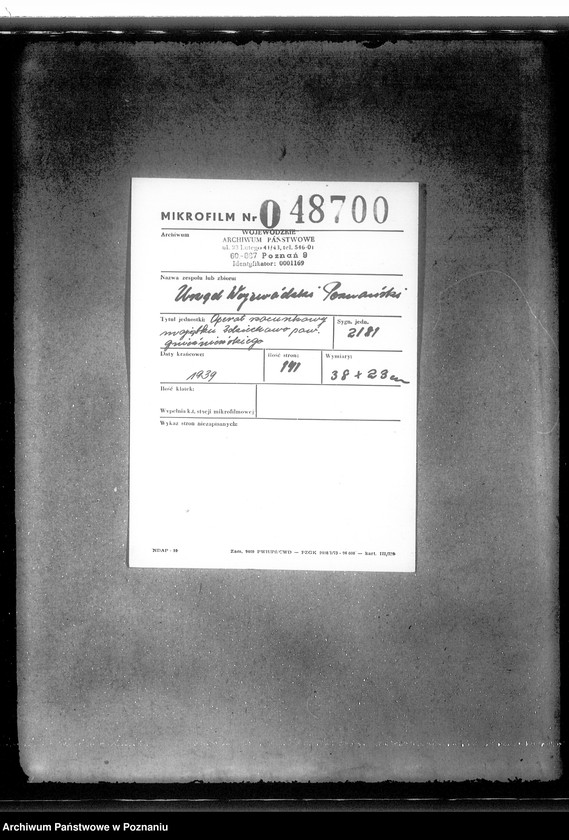 MIKROFILM Nr 0 48700
Archiwum
WOJEWÓDZKIE
ARCHIWUM PAŃSTWOWE
ul. 23 Lutego 41/43, tel. 546-01
60-967 Poznań 9
Identyfikator: 0001169
Nazwa zespołu lub zbioru:
Urząd Wojewódzki Poznański
Tytuł jednostki: Operat szacunkowy
majątku Zdziechowo pow.
gnieźnieńskiego
Sygn. jedn.
2181
Daty krańcowe:
1939
Ilość stron:
191
Wymiary:
38 + 23 cm
Ilość klatek:
Wypełnia k.t. stacji mikrofilmowej
Wykaz stron niezapisanych:
Archiwum Państwowe w Poznaniu